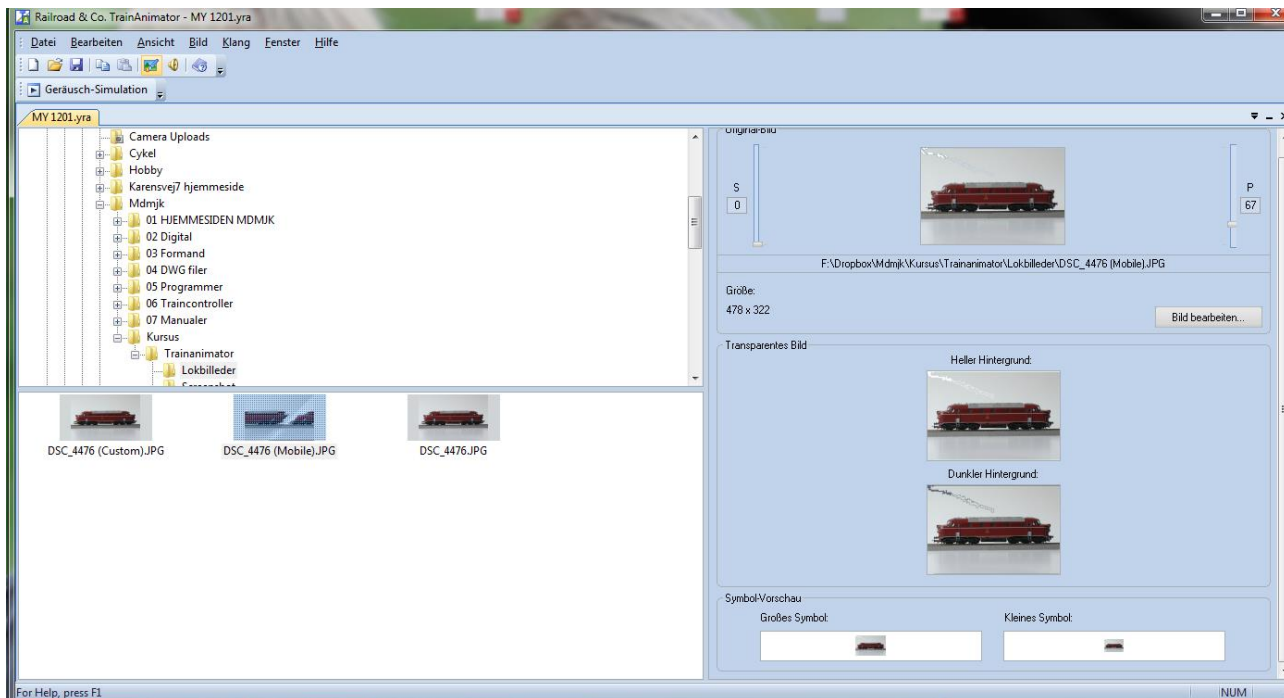 Railroad & Co. TrainAnimator - MY 1201.yra
Datei Bearbeiten Ansicht Bild Klang Fenster Hilfe
Geräusch-Simulation
MY 1201.yra
Camera Uploads
Cykel
Hobby
Karensvej7 hjemmeside
Mdmjk
01 HJEMMESIDEN MDMJK
02 Digital
03 Formand
04 DWG filer
05 Programmer
06 Traincontroller
07 Manualer
Kursus
Trainanimator
Lokbilleder
Screenshot
DSC_4476 (Custom).JPG
DSC_4476 (Mobile).JPG
DSC_4476.JPG
Original-Bild
S
0
P
67
F:\Dropbox\Mdmjk\Kursus\Trainanimator\Lokbilleder\DSC_4476 (Mobile).JPG
Größe:
478 x 322
Bild bearbeiten...
Transparentes Bild
Heller Hintergrund:
Dunkler Hintergrund:
Symbol-Vorschau
Großes Symbol:
Kleines Symbol:
For Help, press F1
NUM